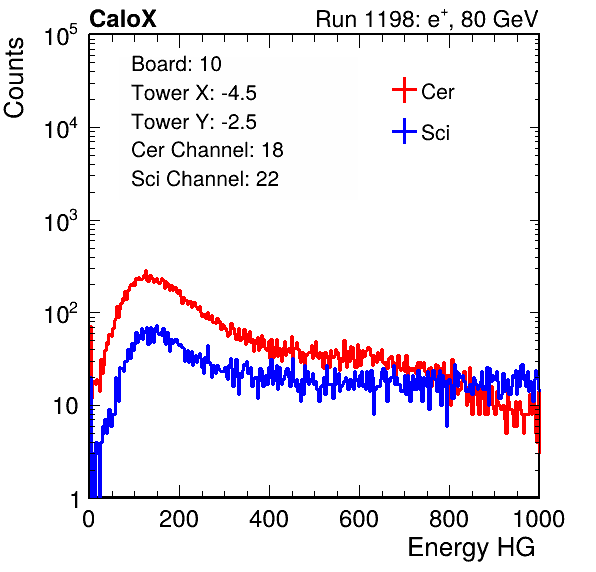 CaloX Run 1198: e⁺, 80 GeV
Counts
Board: 10
Tower X: -4.5
Tower Y: -2.5
Cer Channel: 18
Sci Channel: 22
Cer
Sci
10⁵
10⁴
10³
10²
10
1
0 200 400 600 800 1000
Energy HG